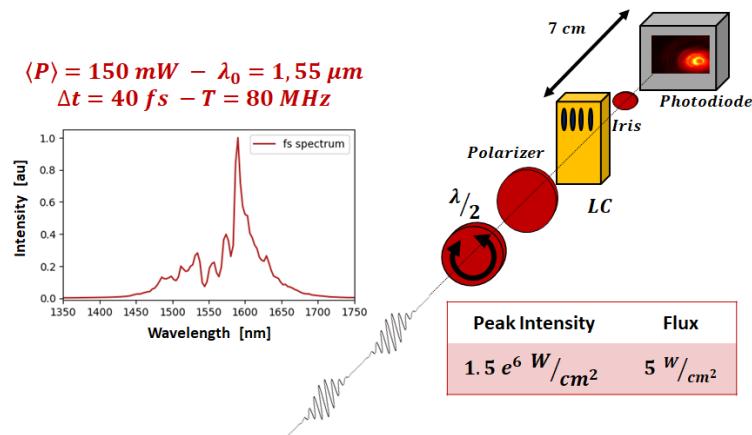 ⟨P⟩ = 150 mW − λ0 = 1,55 μm
Δt = 40 fs − T = 80 MHz
fs spectrum
Intensity [au]
1.0
0.8
0.6
0.4
0.2
0.0
1350 1400 1450 1500 1550 1600 1650 1700 1750
Wavelength [nm]
7 cm
Photodiode
Iris
Polarizer
LC
λ/2
Peak Intensity Flux
1.5 e⁶ W/cm² 5 W/cm²